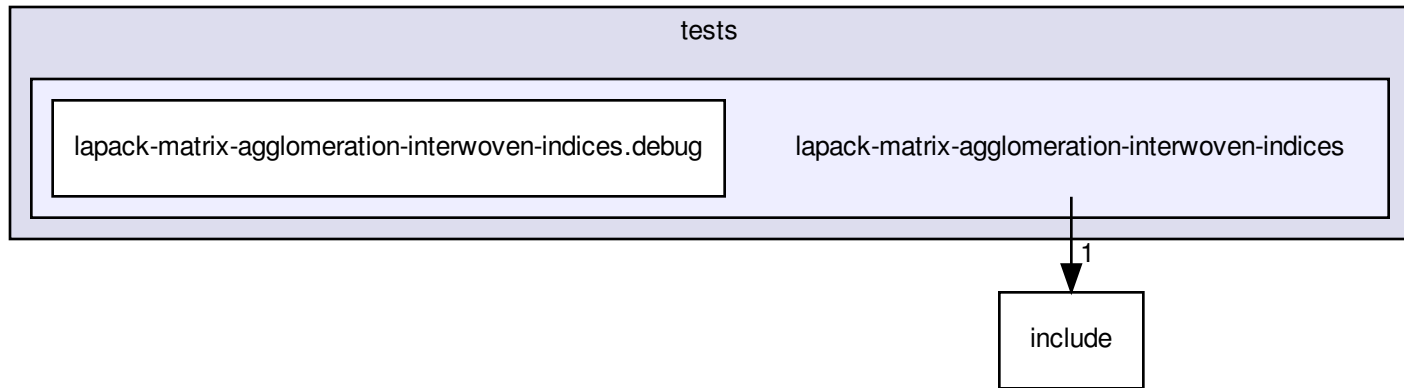 tests
lapack-matrix-agglomeration-interwoven-indices.debug
lapack-matrix-agglomeration-interwoven-indices
1
include